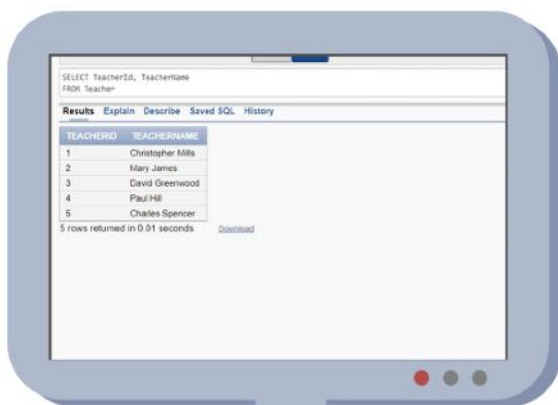 SELECT TeacherId, TeacherName
FROM Teacher
Results Explain Describe Saved SQL History
TEACHERID TEACHERNAME
1 Christopher Mills
2 Mary James
3 David Greenwood
4 Paul Hill
5 Charles Spencer
5 rows returned in 0.01 seconds Download